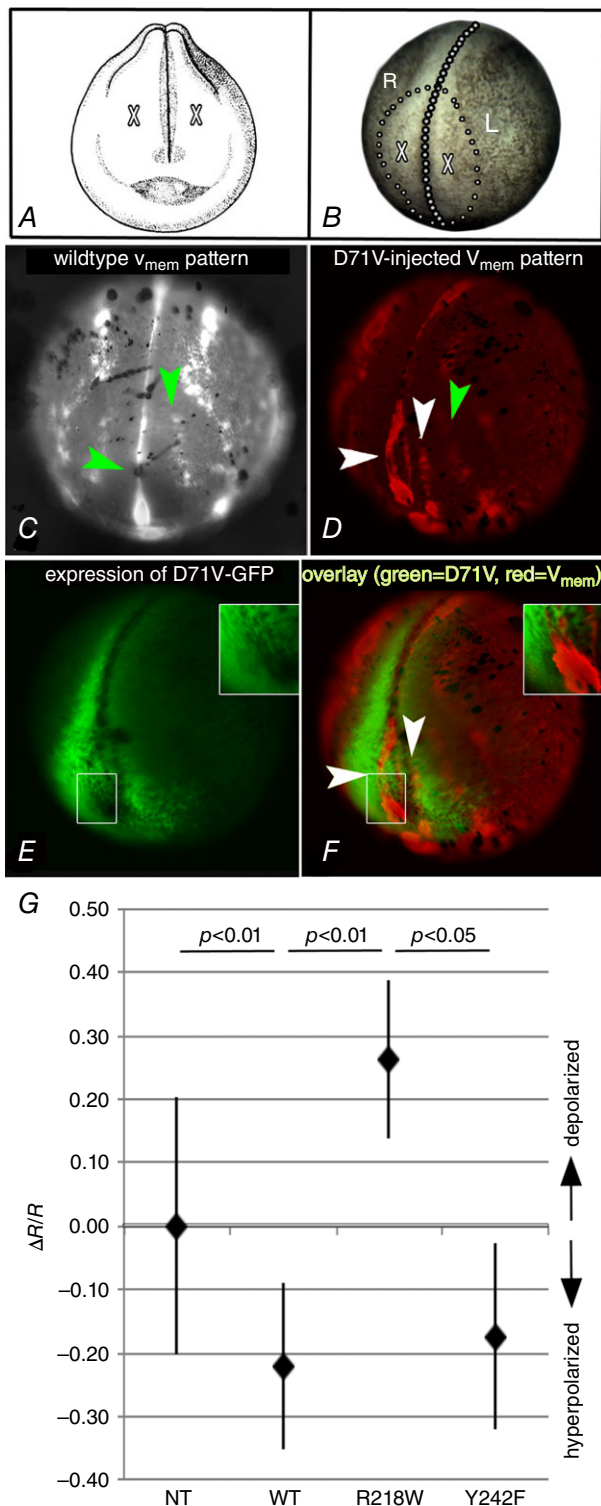 X X
A
R
L
X X
B
wildtype vmem pattern
C
D71V-injected Vmem pattern
D
expression of D71V-GFP
E
overlay (green=D71V, red=Vmem)
F
G
0.50
0.40
0.30
0.20
0.10
0.00
–0.10
–0.20
–0.30
–0.40
ΔR/R
p<0.01
p<0.01
p<0.05
depolarized
hyperpolarized
NT
WT
R218W
Y242F